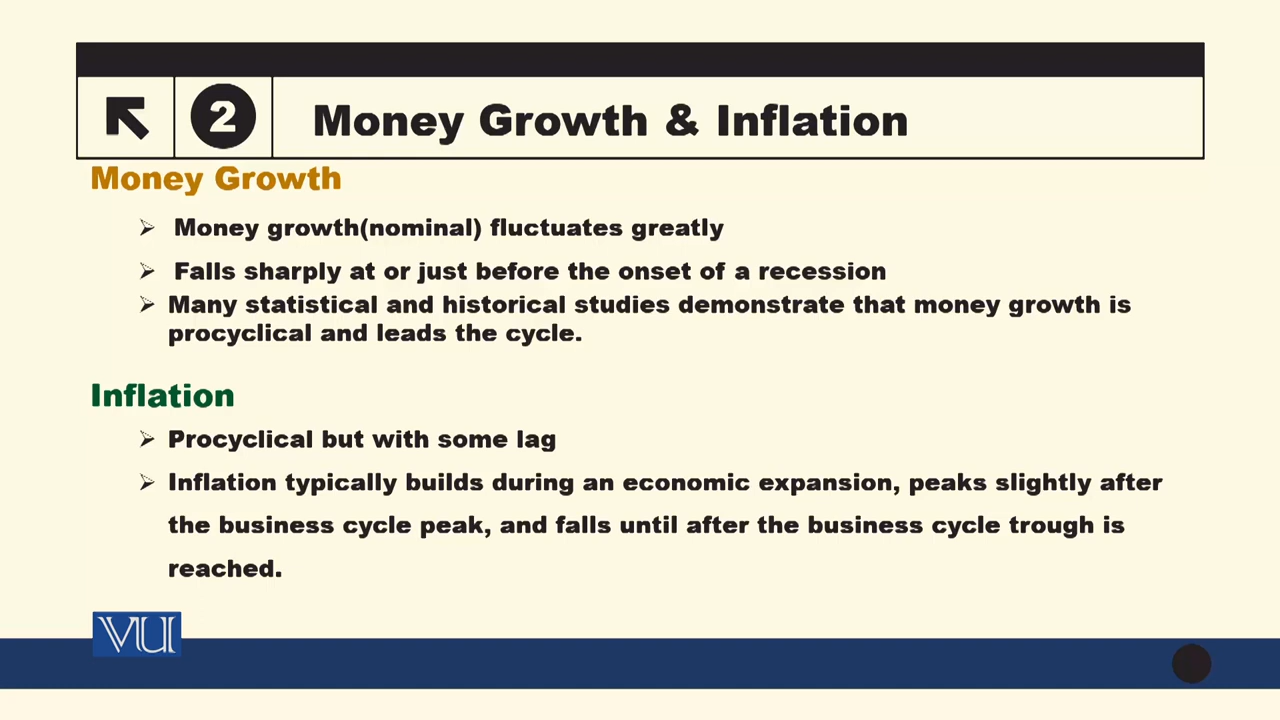 2
Money Growth & Inflation
Money Growth
Money growth(nominal) fluctuates greatly
Falls sharply at or just before the onset of a recession
Many statistical and historical studies demonstrate that money growth is
procyclical and leads the cycle.
Inflation
Procyclical but with some lag
Inflation typically builds during an economic expansion, peaks slightly after
the business cycle peak, and falls until after the business cycle trough is
reached.
VU